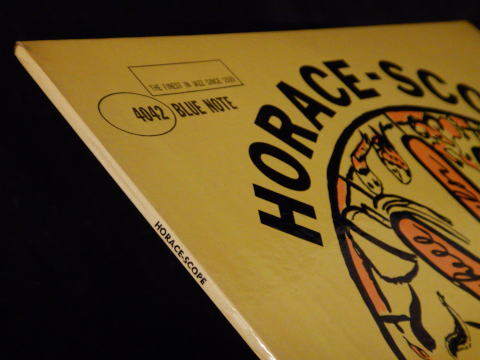 THE FINEST IN JAZZ SINCE 1939
4042 BLUE NOTE
HORACE-SCO
HORACE-SCOPE